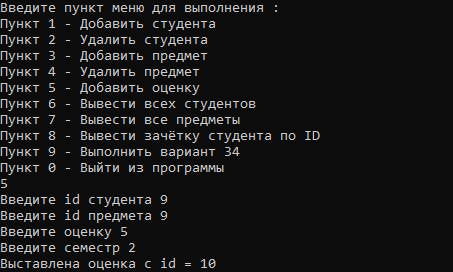 Введите пункт меню для выполнения :
Пункт 1 - Добавить студента
Пункт 2 - Удалить студента
Пункт 3 - Добавить предмет
Пункт 4 - Удалить предмет
Пункт 5 - Добавить оценку
Пункт 6 - Вывести всех студентов
Пункт 7 - Вывести все предметы
Пункт 8 - Вывести зачётку студента по ID
Пункт 9 - Выполнить вариант 34
Пункт 0 - Выйти из программы
5
Введите id студента 9
Введите id предмета 9
Введите оценку 5
Введите семестр 2
Выставлена оценка с id = 10